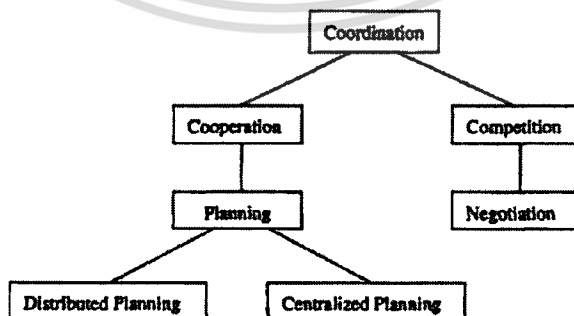 Coordination
Cooperation Competition
Planning Negotiation
Distributed Planning Centralized Planning